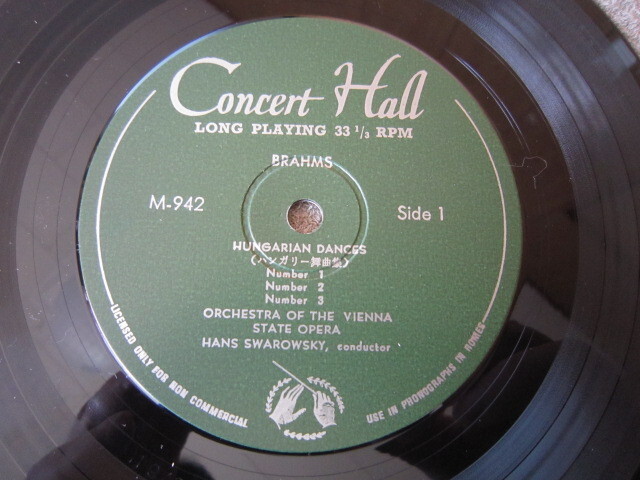 Concert Hall
LONG PLAYING 33 1/3 RPM
BRAHMS
M-942
Side 1
HUNGARIAN DANCES
(ハンガリー舞曲集)
Number 1
Number 2
Number 3
ORCHESTRA OF THE VIENNA
STATE OPERA
HANS SWAROWSKY, conductor
LICENSED ONLY FOR NON COMMERCIAL
USE IN PHONOGRAPHS IN HOMES